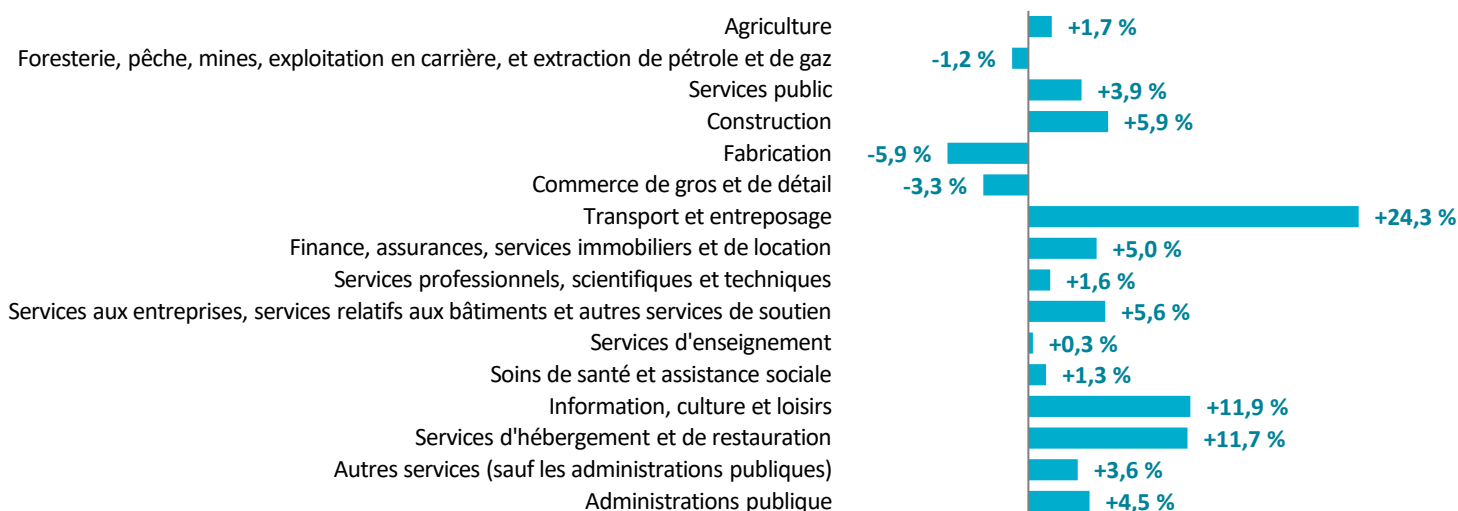 Agriculture +1,7 %
Foresterie, pêche, mines, exploitation en carrière, et extraction de pétrole et de gaz -1,2 %
Services public +3,9 %
Construction +5,9 %
Fabrication -5,9 %
Commerce de gros et de détail -3,3 %
Transport et entreposage +24,3 %
Finance, assurances, services immobiliers et de location +5,0 %
Services professionnels, scientifiques et techniques +1,6 %
Services aux entreprises, services relatifs aux bâtiments et autres services de soutien +5,6 %
Services d'enseignement +0,3 %
Soins de santé et assistance sociale +1,3 %
Information, culture et loisirs +11,9 %
Services d'hébergement et de restauration +11,7 %
Autres services (sauf les administrations publiques) +3,6 %
Administrations publique +4,5 %